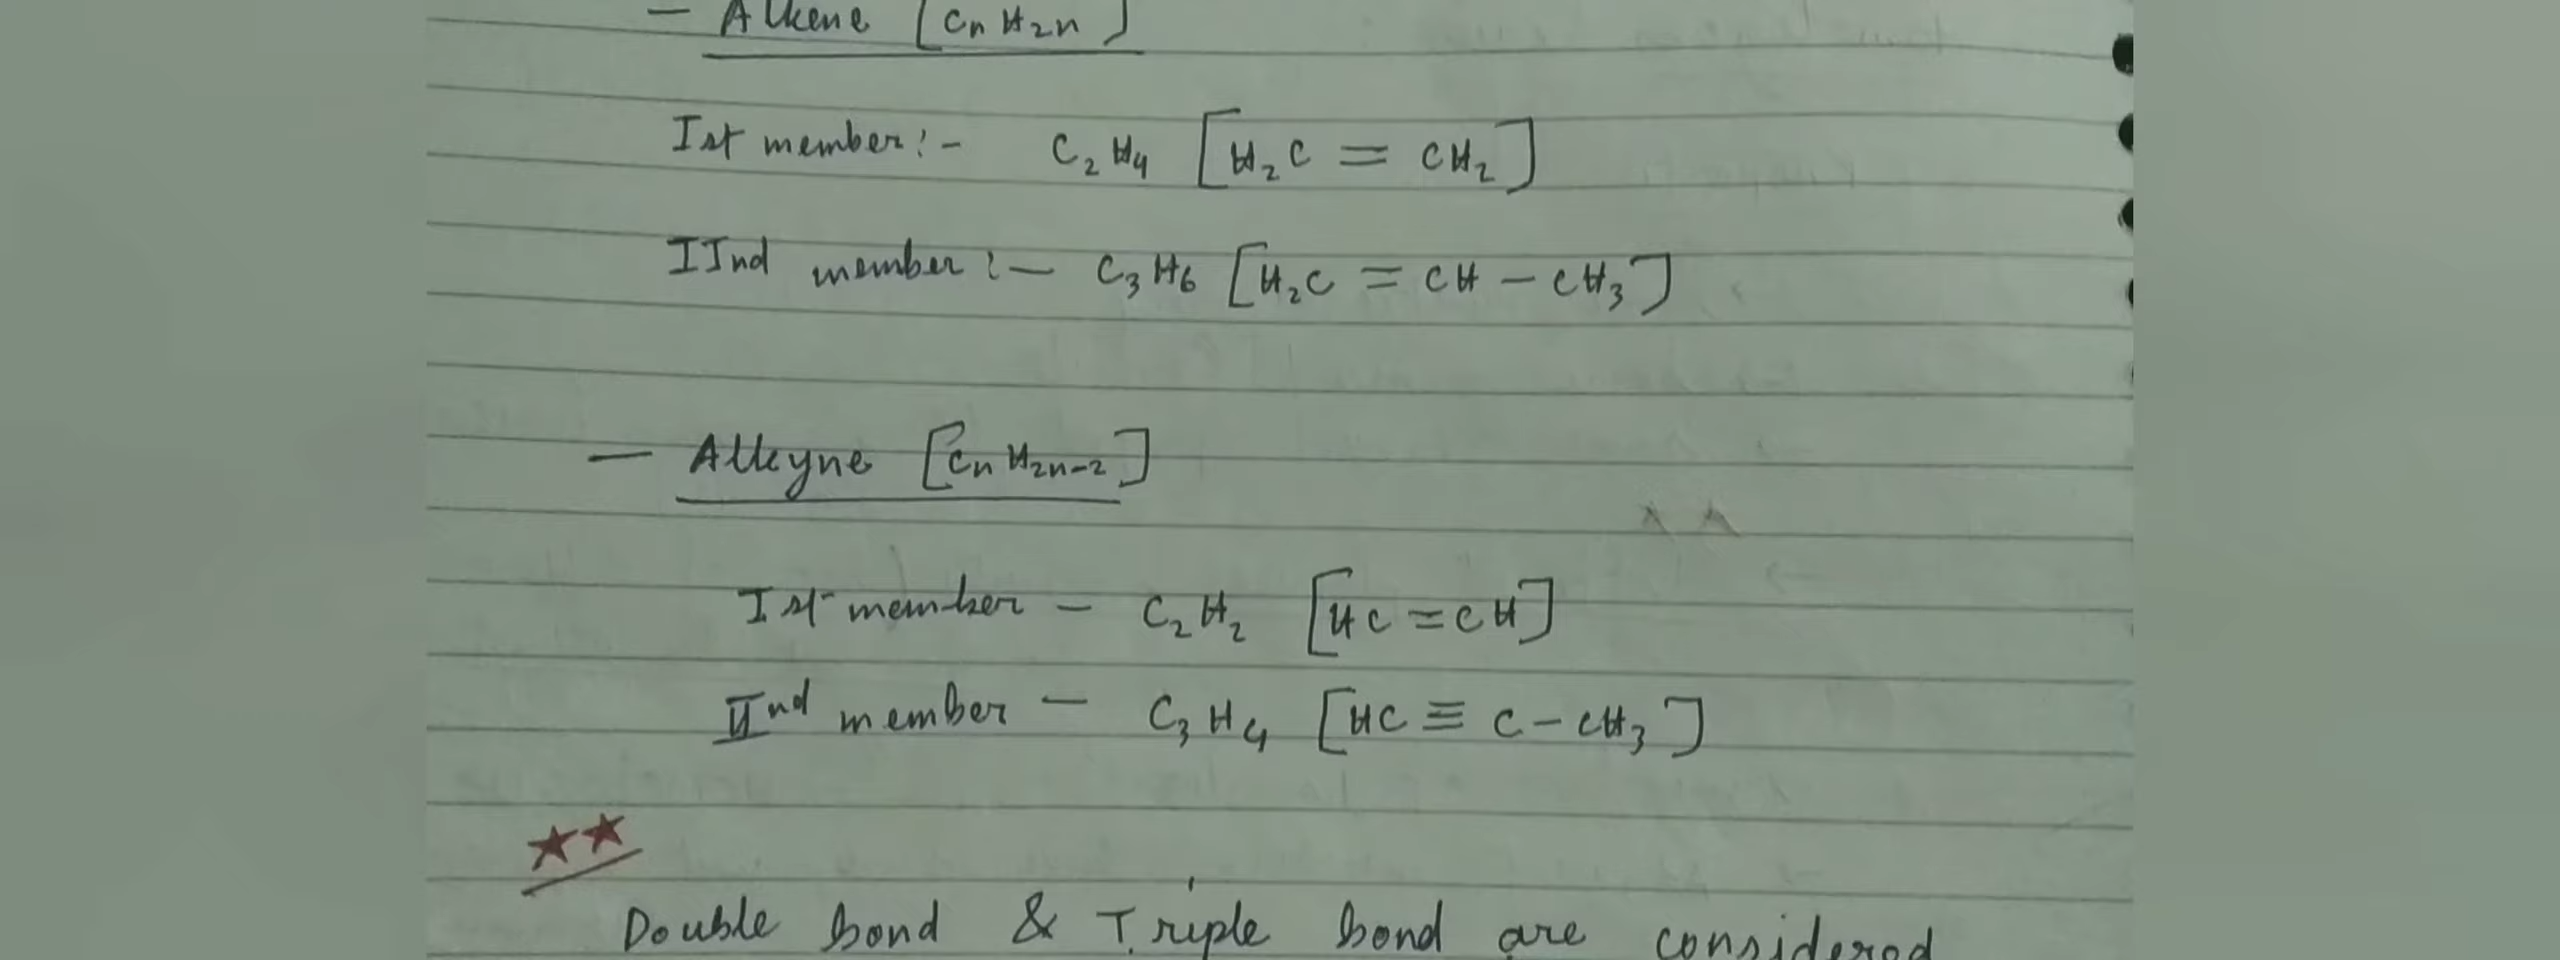 - Alkene [CnH2n]
Ist member:- C2H4 [H2C = CH2]
IInd member:- C3H6 [H2C = CH - CH3]
- Alkyne [CnH2n-2]
Ist member - C2H2 [HC = CH]
IInd member - C3H4 [HC ≡ C - CH3]
Double bond & Triple bond are considered